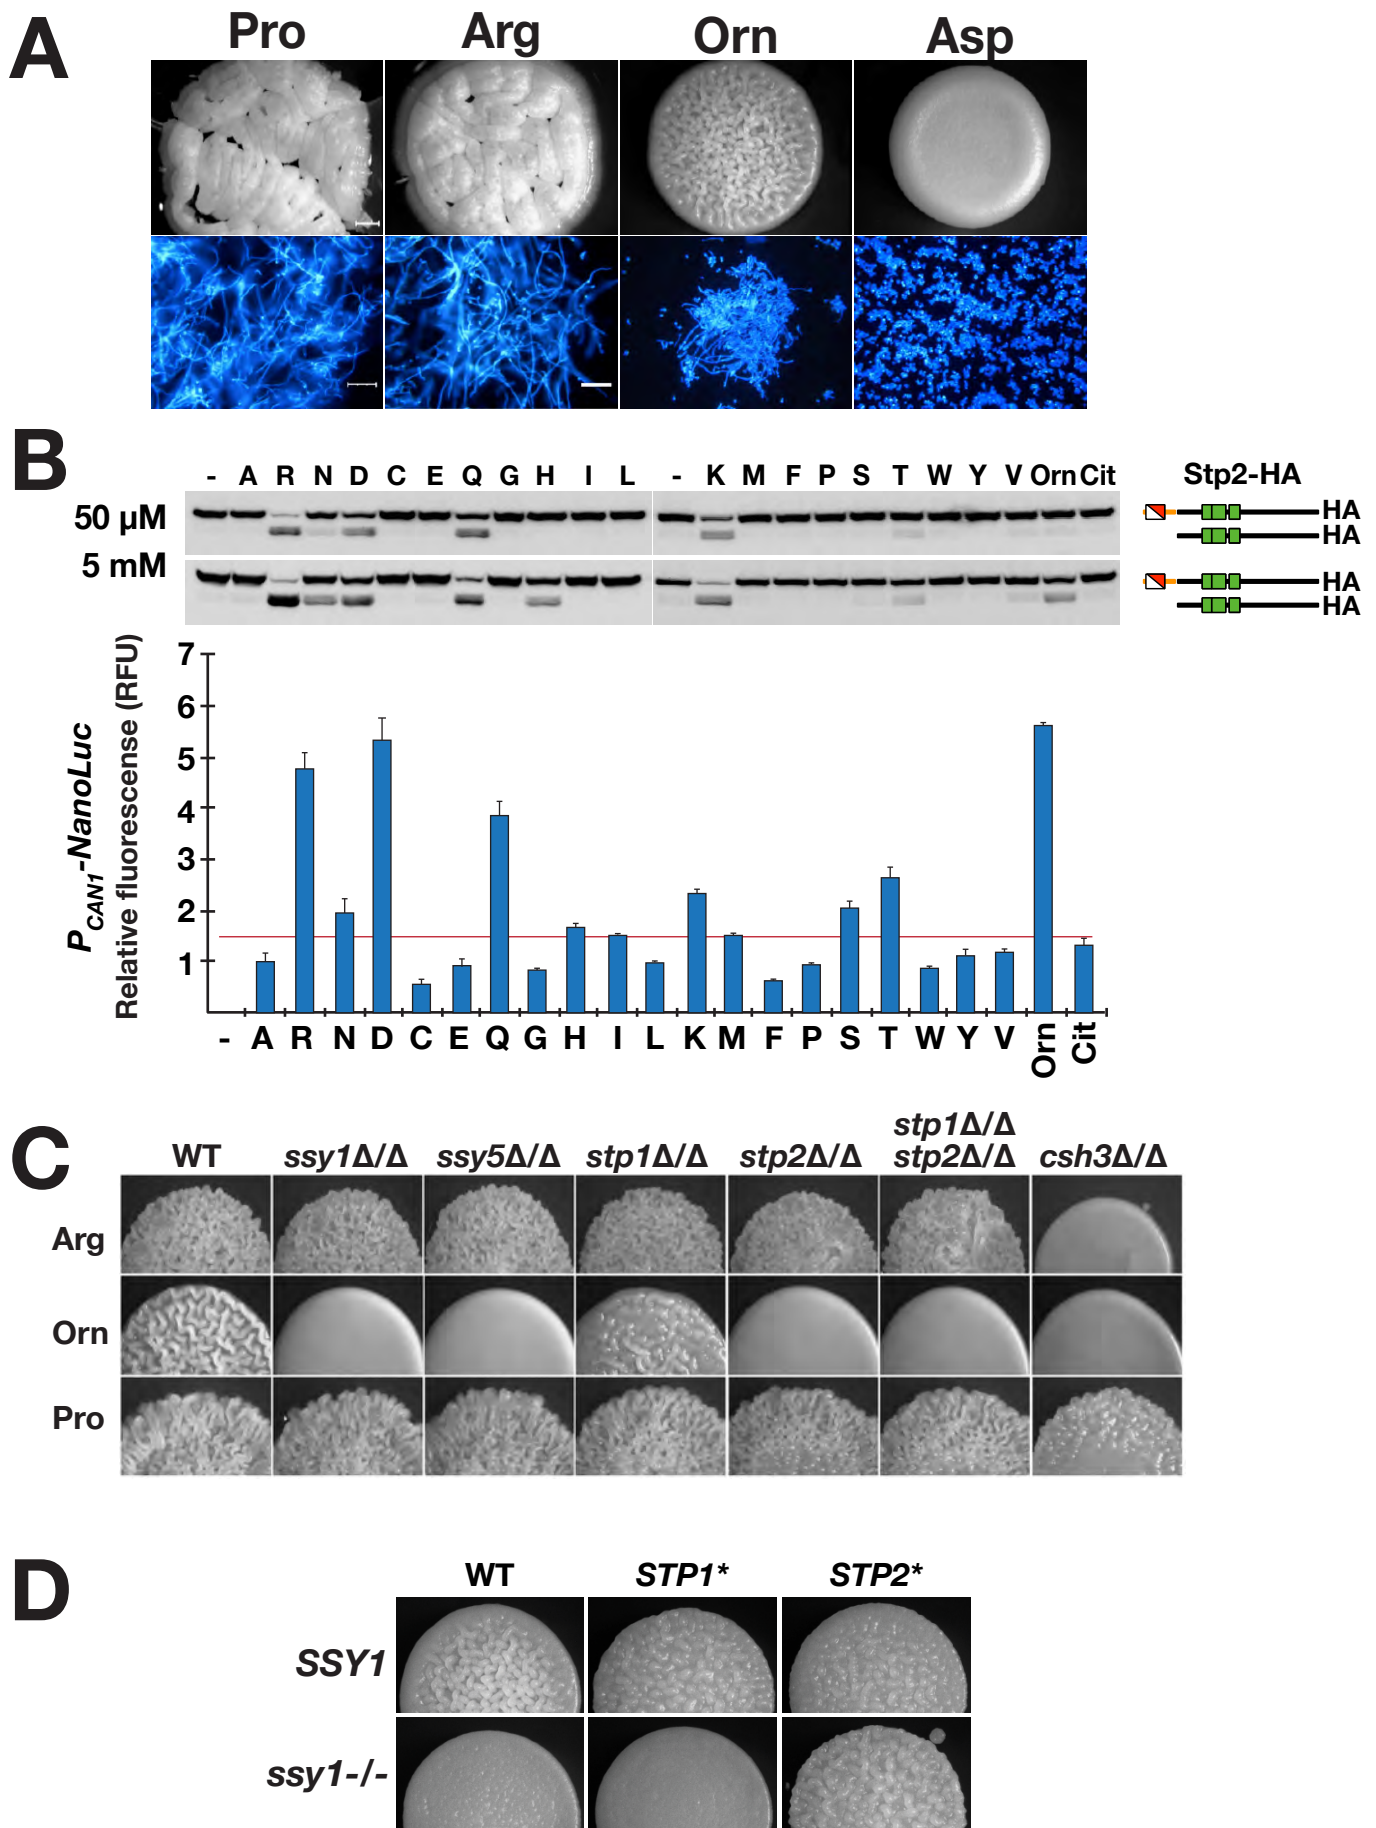 A
Pro Arg Orn Asp
B
- A R N D C E Q G H I L - K M F P S T W Y V Orn Cit Stp2-HA
50 µM
HA
HA
5 mM
HA
HA
P CAN1-NanoLuc
Relative fluorescense (RFU)
7
6
5
4
3
2
1
- A R N D C E Q G H I L K M F P S T W Y V Orn Cit
C
WT ssy1Δ/Δ ssy5Δ/Δ stp1Δ/Δ stp2Δ/Δ stp1Δ/Δ stp2Δ/Δ csh3Δ/Δ
Arg
Orn
Pro
D
WT STP1* STP2*
SSY1
ssy1-/-